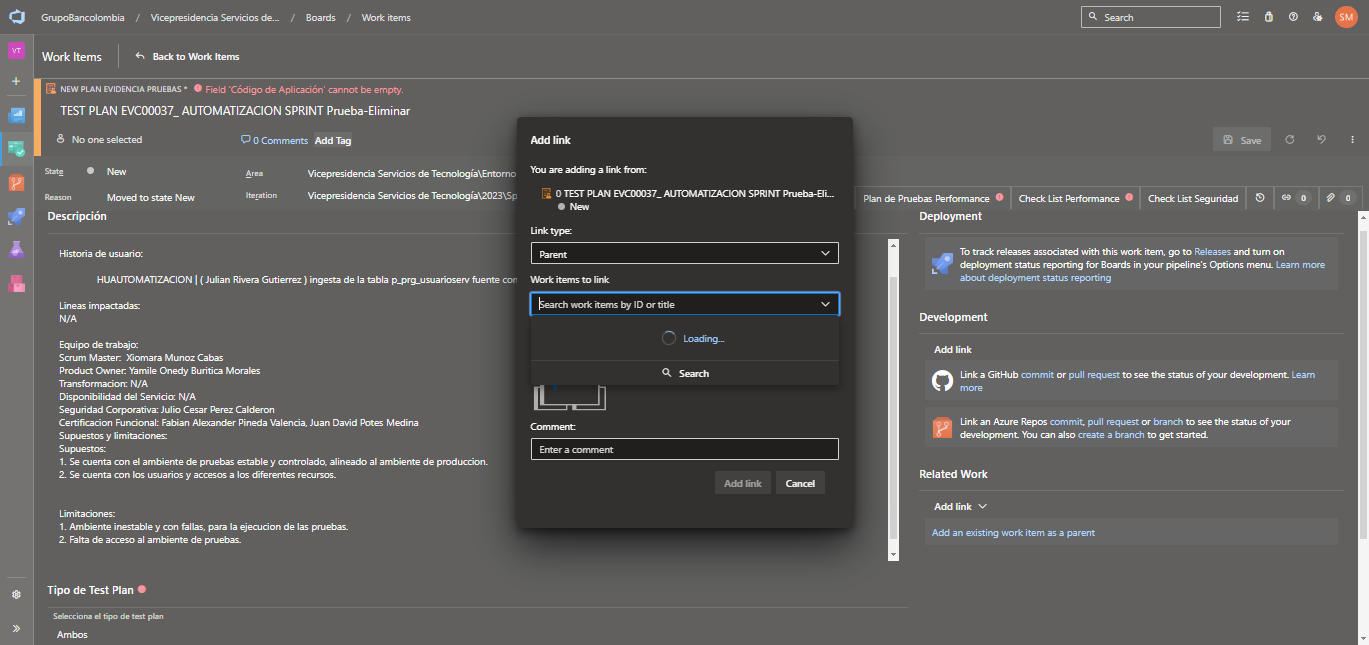 GrupoBancolombia / Vicepresidencia Servicios de... / Boards / Work items
Search
SM
VT
Work Items
Back to Work Items
NEW PLAN EVIDENCIA PRUEBAS * Field 'Código de Aplicación' cannot be empty.
TEST PLAN EVC00037_ AUTOMATIZACION SPRINT Prueba-Eliminar
No one selected
0 Comments
Add Tag
Save
State
New
Area
Vicepresidencia Servicios de Tecnología\Entorno
Reason
Moved to state New
Iteration
Vicepresidencia Servicios de Tecnología\2023\Sp
Plan de Pruebas Performance
Check List Performance
Check List Seguridad
0
0
Descripción
Historia de usuario:
HUAUTOMATIZACION | ( Julian Rivera Gutierrez ) ingesta de la tabla p_prg_usuarioserv fuente con
Lineas impactadas:
N/A
Equipo de trabajo:
Scrum Master: Xiomara Munoz Cabas
Product Owner: Yamile Onedy Buritica Morales
Transformacion: N/A
Disponibilidad del Servicio: N/A
Seguridad Corporativa: Julio Cesar Perez Calderon
Certificacion Funcional: Fabian Alexander Pineda Valencia, Juan David Potes Medina
Supuestos y limitaciones:
Supuestos:
1. Se cuenta con el ambiente de pruebas estable y controlado, alineado al ambiente de produccion.
2. Se cuenta con los usuarios y accesos a los diferentes recursos.
Limitaciones:
1. Ambiente inestable y con fallas, para la ejecucion de las pruebas.
2. Falta de acceso al ambiente de pruebas.
Tipo de Test Plan
Selecciona el tipo de test plan
Ambos
Add link
You are adding a link from:
0 TEST PLAN EVC00037_ AUTOMATIZACION SPRINT Prueba-Eli...
New
Link type:
Parent
Work items to link
Search work items by ID or title
Loading...
Search
Comment:
Enter a comment
Add link
Cancel
Deployment
To track releases associated with this work item, go to Releases and turn on
deployment status reporting for Boards in your pipeline's Options menu. Learn more
about deployment status reporting
Development
Add link
Link a GitHub commit or pull request to see the status of your development. Learn
more
Link an Azure Repos commit, pull request or branch to see the status of your
development. You can also create a branch to get started.
Related Work
Add link
Add an existing work item as a parent